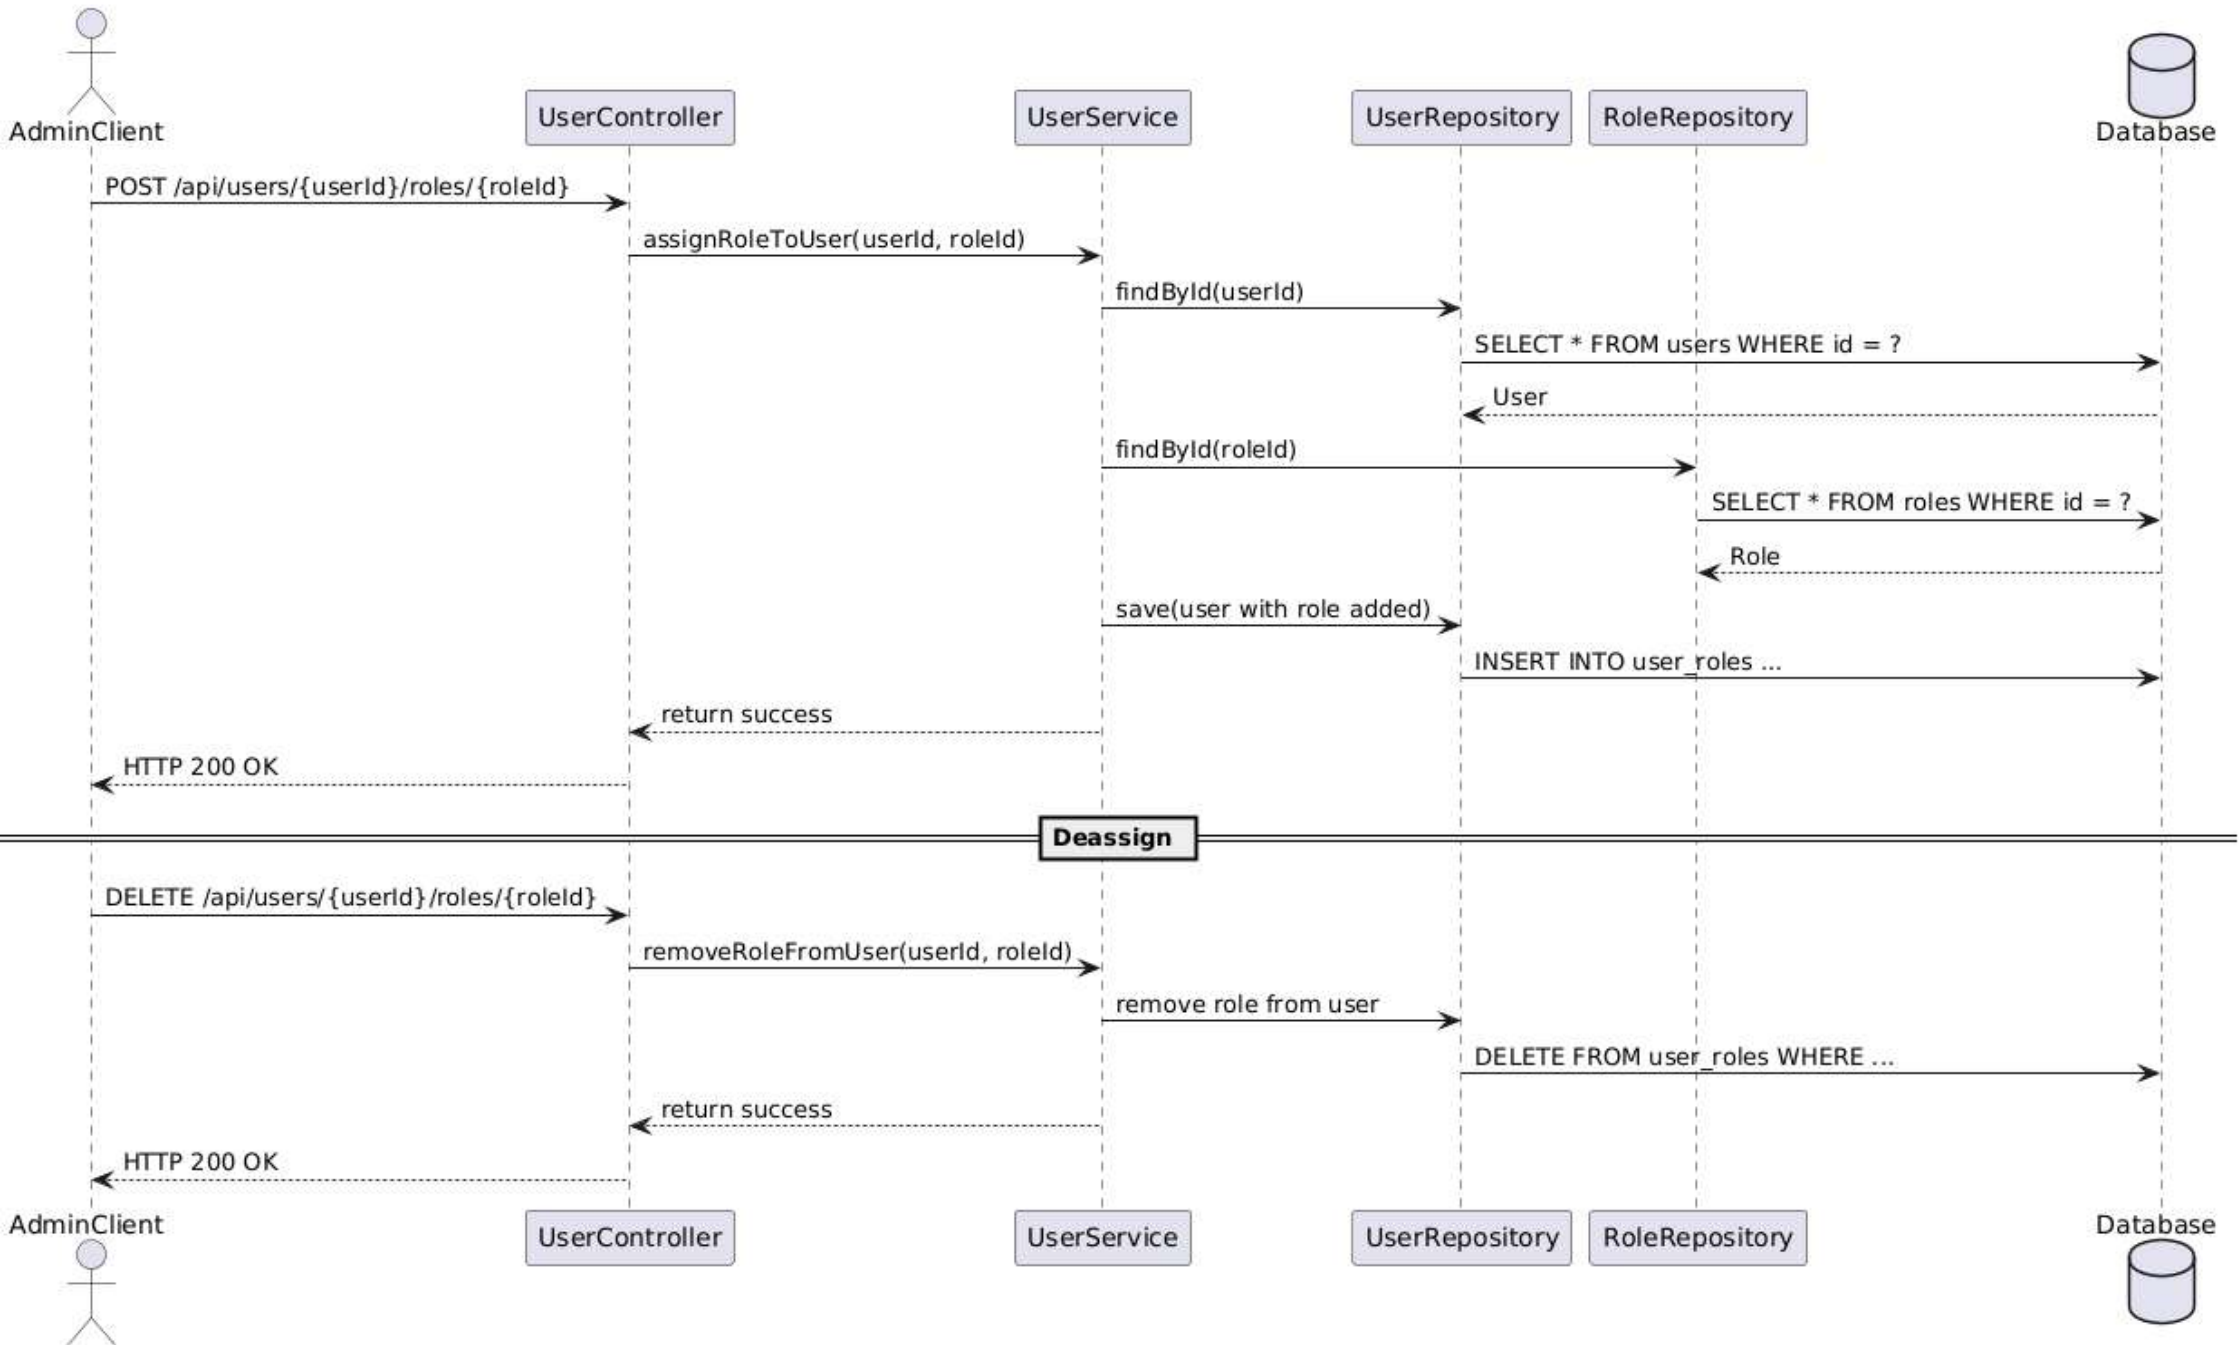 AdminClient
UserController
UserService
UserRepository
RoleRepository
Database
POST /api/users/{userId}/roles/{roleId}
assignRoleToUser(userId, roleId)
findById(userId)
SELECT * FROM users WHERE id = ?
User
findById(roleId)
SELECT * FROM roles WHERE id = ?
Role
save(user with role added)
INSERT INTO user_roles ...
return success
HTTP 200 OK
Deassign
DELETE /api/users/{userId}/roles/{roleId}
removeRoleFromUser(userId, roleId)
remove role from user
DELETE FROM user_roles WHERE ...
return success
HTTP 200 OK
AdminClient
UserController
UserService
UserRepository
RoleRepository
Database